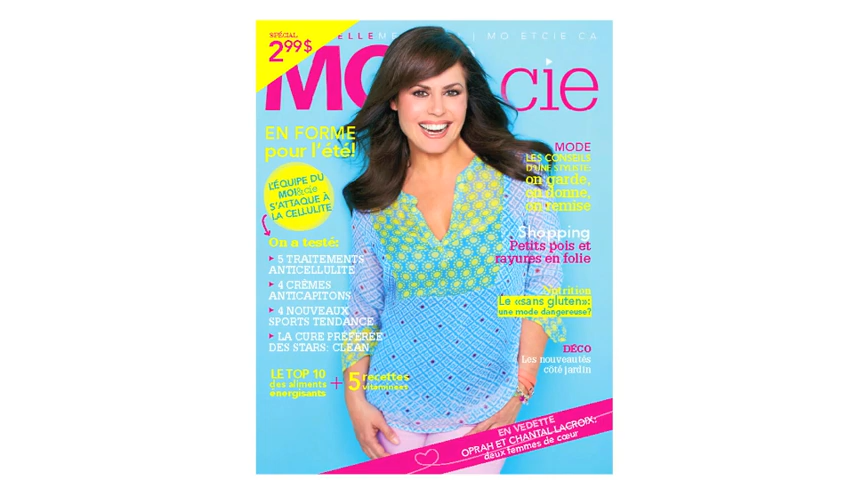 SPÉCIAL
2,99$
ELLE
ETCIE.CA
MO
cie
EN FORME
pour l'été!
L'ÉQUIPE DU
MOI&cie
S'ATTAQUE À
LA CELLULITE
On a testé:
5 TRAITEMENTS
ANTICELLULITE
4 CRÈMES
ANTICAPITONS
4 NOUVEAUX
SPORTS TENDANCE
LA CURE PRÉFÉRÉE
DES STARS: CLEAN
LE TOP 10
des aliments
énergisants
+ 5 recettes
vitaminées
MODE
LES CONSEILS
D'UNE STYLISTE:
on garde,
on donne,
on remise
Shopping
Petits pois et
rayures en folie
Nutrition
Le «sans gluten»:
une mode dangereuse?
DÉCO
Les nouveautés
côté jardin
EN VEDETTE
OPRAH ET CHANTAL LACROIX:
deux femmes de cœur